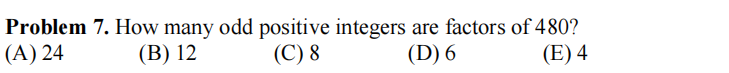 Problem 7. How many odd positive integers are factors of 480?
(A) 24 (B) 12 (C) 8 (D) 6 (E) 4